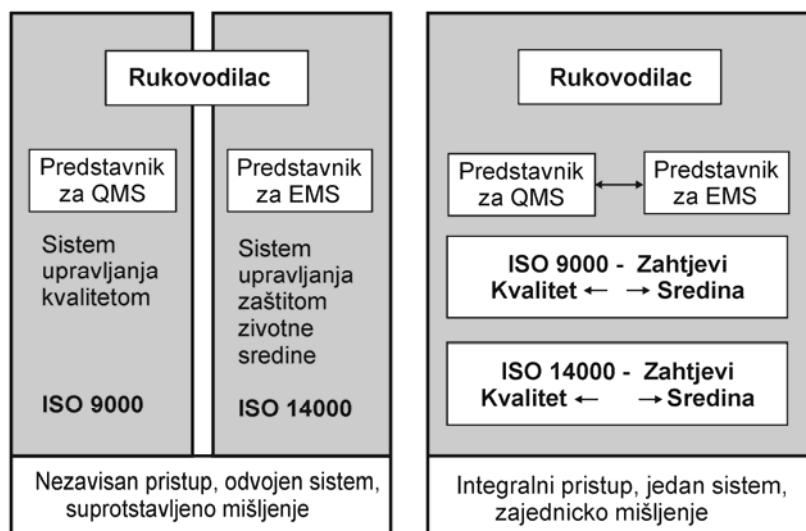 Rukovodilac
Predstavnik
za QMS
Predstavnik
za EMS
Sistem
upravljanja
kvalitetom
Sistem
upravljanja
zaštitom
zivotne
sredine
ISO 9000
ISO 14000
Nezavisan pristup, odvojen sistem,
suprotstavljeno mišljenje
Rukovodilac
Predstavnik
za QMS
Predstavnik
za EMS
ISO 9000 - Zahtjevi
Kvalitet ← → Sredina
ISO 14000 - Zahtjevi
Kvalitet ← → Sredina
Integralni pristup, jedan sistem,
zajednicko mišljenje